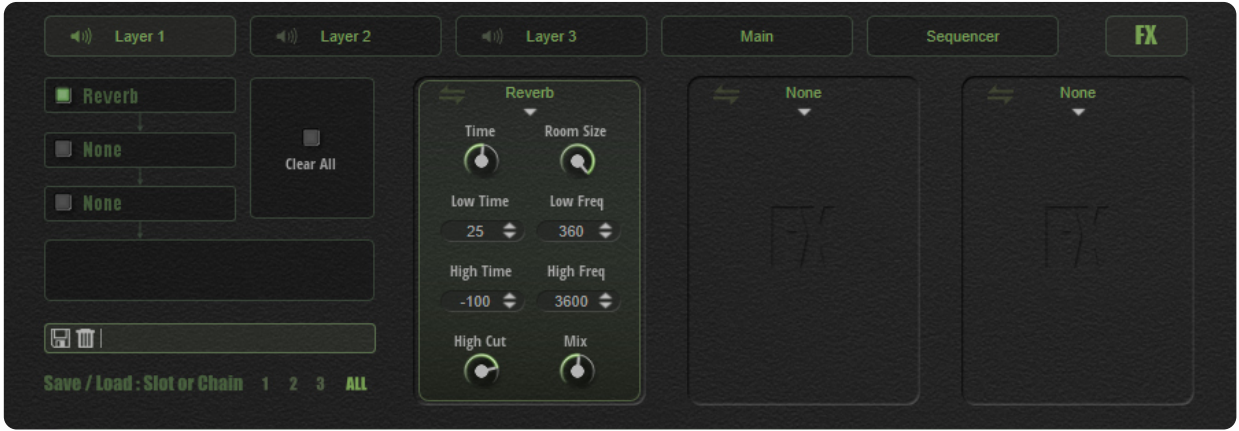 Layer 1 Layer 2 Layer 3 Main Sequencer FX
Reverb
None
None
Clear All
Save / Load : Slot or Chain 1 2 3 ALL
Reverb
Time Room Size
Low Time Low Freq
25 360
High Time High Freq
-100 3600
High Cut Mix
None
FX
None
FX